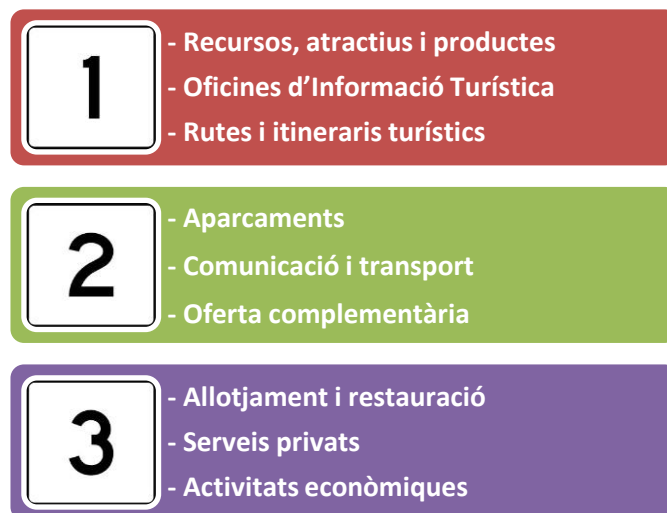 1
- Recursos, atractius i productes
- Oficines d’Informació Turística
- Rutes i itineraris turístics
2
- Aparcaments
- Comunicació i transport
- Oferta complementària
3
- Allotjament i restauració
- Serveis privats
- Activitats econòmiques